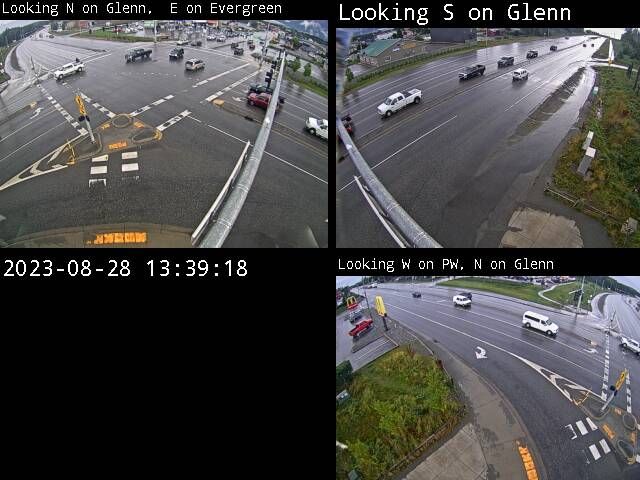 Looking N on Glenn,  E on Evergreen
Looking S on Glenn
2023-08-28 13:39:18
Looking W on PW, N on Glenn